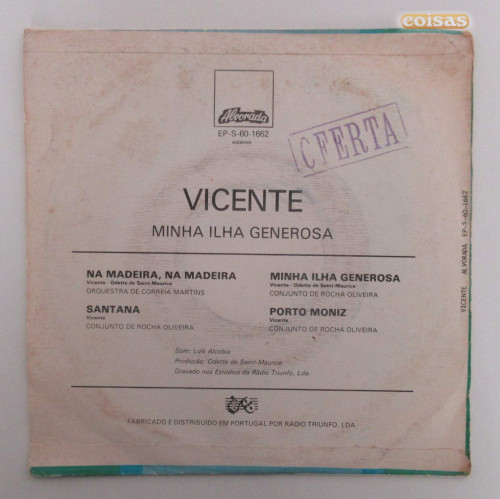 coisas
Alvorada
EP-S-60-1662
estéreo
OFERTA
VICENTE
MINHA ILHA GENEROSA
NA MADEIRA, NA MADEIRA
Vicente - Odette de Saint-Maurice
ORQUESTRA DE CORREIA MARTINS
SANTANA
Vicente
CONJUNTO DE ROCHA OLIVEIRA
MINHA ILHA GENEROSA
Vicente - Odette de Saint-Maurice
CONJUNTO DE ROCHA OLIVEIRA
PORTO MONIZ
Vicente
CONJUNTO DE ROCHA OLIVEIRA
Som: Luís Alcobia
Produção: Odette de Saint-Maurice
Gravado nos Estúdios da Rádio Triunfo, Lda.
FABRICADO E DISTRIBUÍDO EM PORTUGAL POR RÁDIO TRIUNFO, LDA.
VICENTE ALVORADA EP-S-60-1662